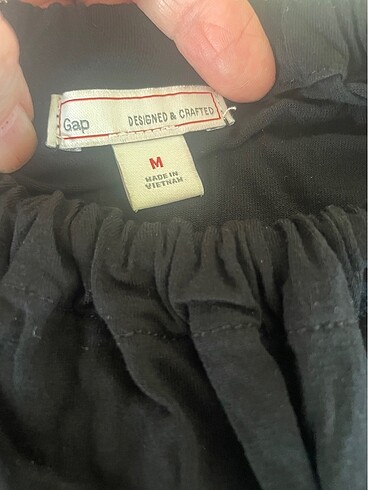 Gap DESIGNED & CRAFTED
M
MADE IN
VIETNAM